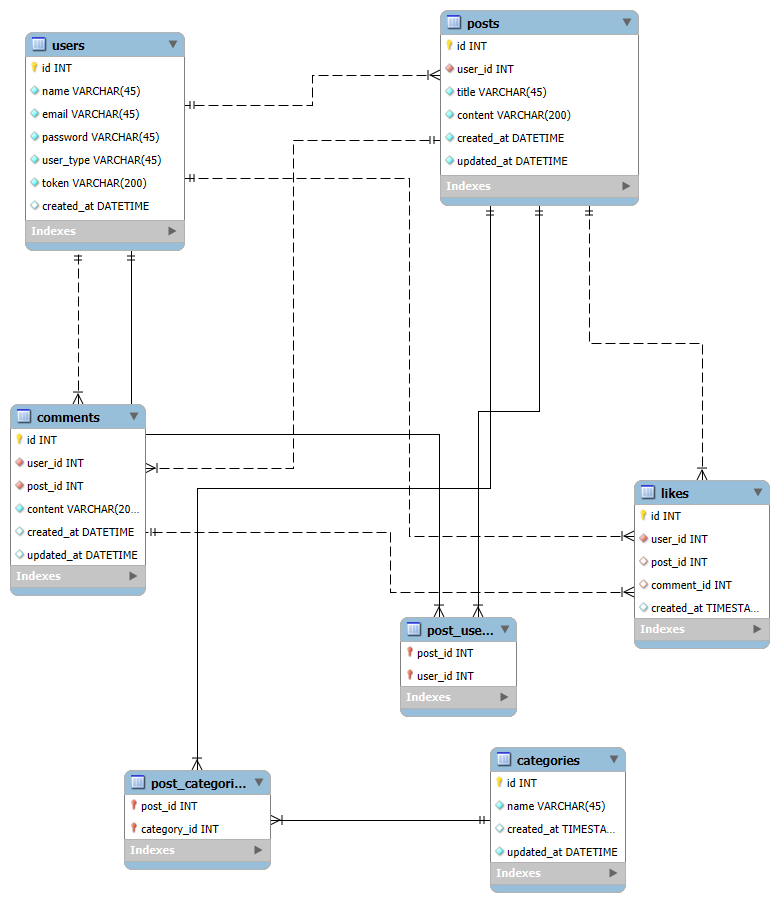 users
id INT
name VARCHAR(45)
email VARCHAR(45)
password VARCHAR(45)
user_type VARCHAR(45)
token VARCHAR(200)
created_at DATETIME
Indexes
posts
id INT
user_id INT
title VARCHAR(45)
content VARCHAR(200)
created_at DATETIME
updated_at DATETIME
Indexes
comments
id INT
user_id INT
post_id INT
content VARCHAR(20...
created_at DATETIME
updated_at DATETIME
Indexes
likes
id INT
user_id INT
post_id INT
comment_id INT
created_at TIMESTA...
Indexes
post_use...
post_id INT
user_id INT
Indexes
post_categori...
post_id INT
category_id INT
Indexes
categories
id INT
name VARCHAR(45)
created_at TIMESTA...
updated_at DATETIME
Indexes